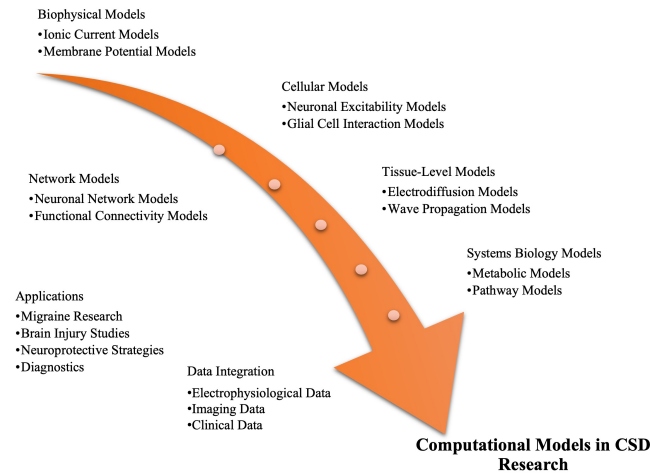 Biophysical Models
•Ionic Current Models
•Membrane Potential Models
Cellular Models
•Neuronal Excitability Models
•Glial Cell Interaction Models
Network Models
•Neuronal Network Models
•Functional Connectivity Models
Tissue-Level Models
•Electrodiffusion Models
•Wave Propagation Models
Systems Biology Models
•Metabolic Models
•Pathway Models
Applications
•Migraine Research
•Brain Injury Studies
•Neuroprotective Strategies
•Diagnostics
Data Integration
•Electrophysiological Data
•Imaging Data
•Clinical Data
Computational Models in CSD
Research